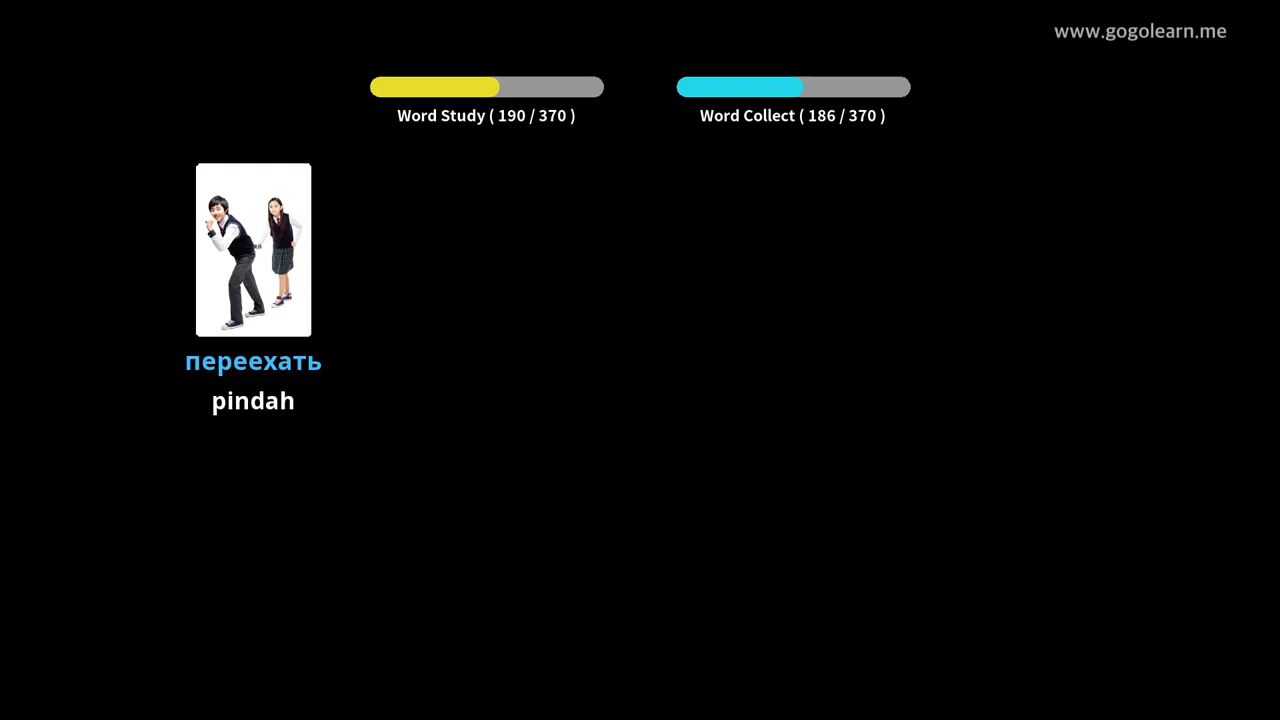 www.gogolearn.me
Word Study ( 190 / 370 )
Word Collect ( 186 / 370 )
переехать
pindah